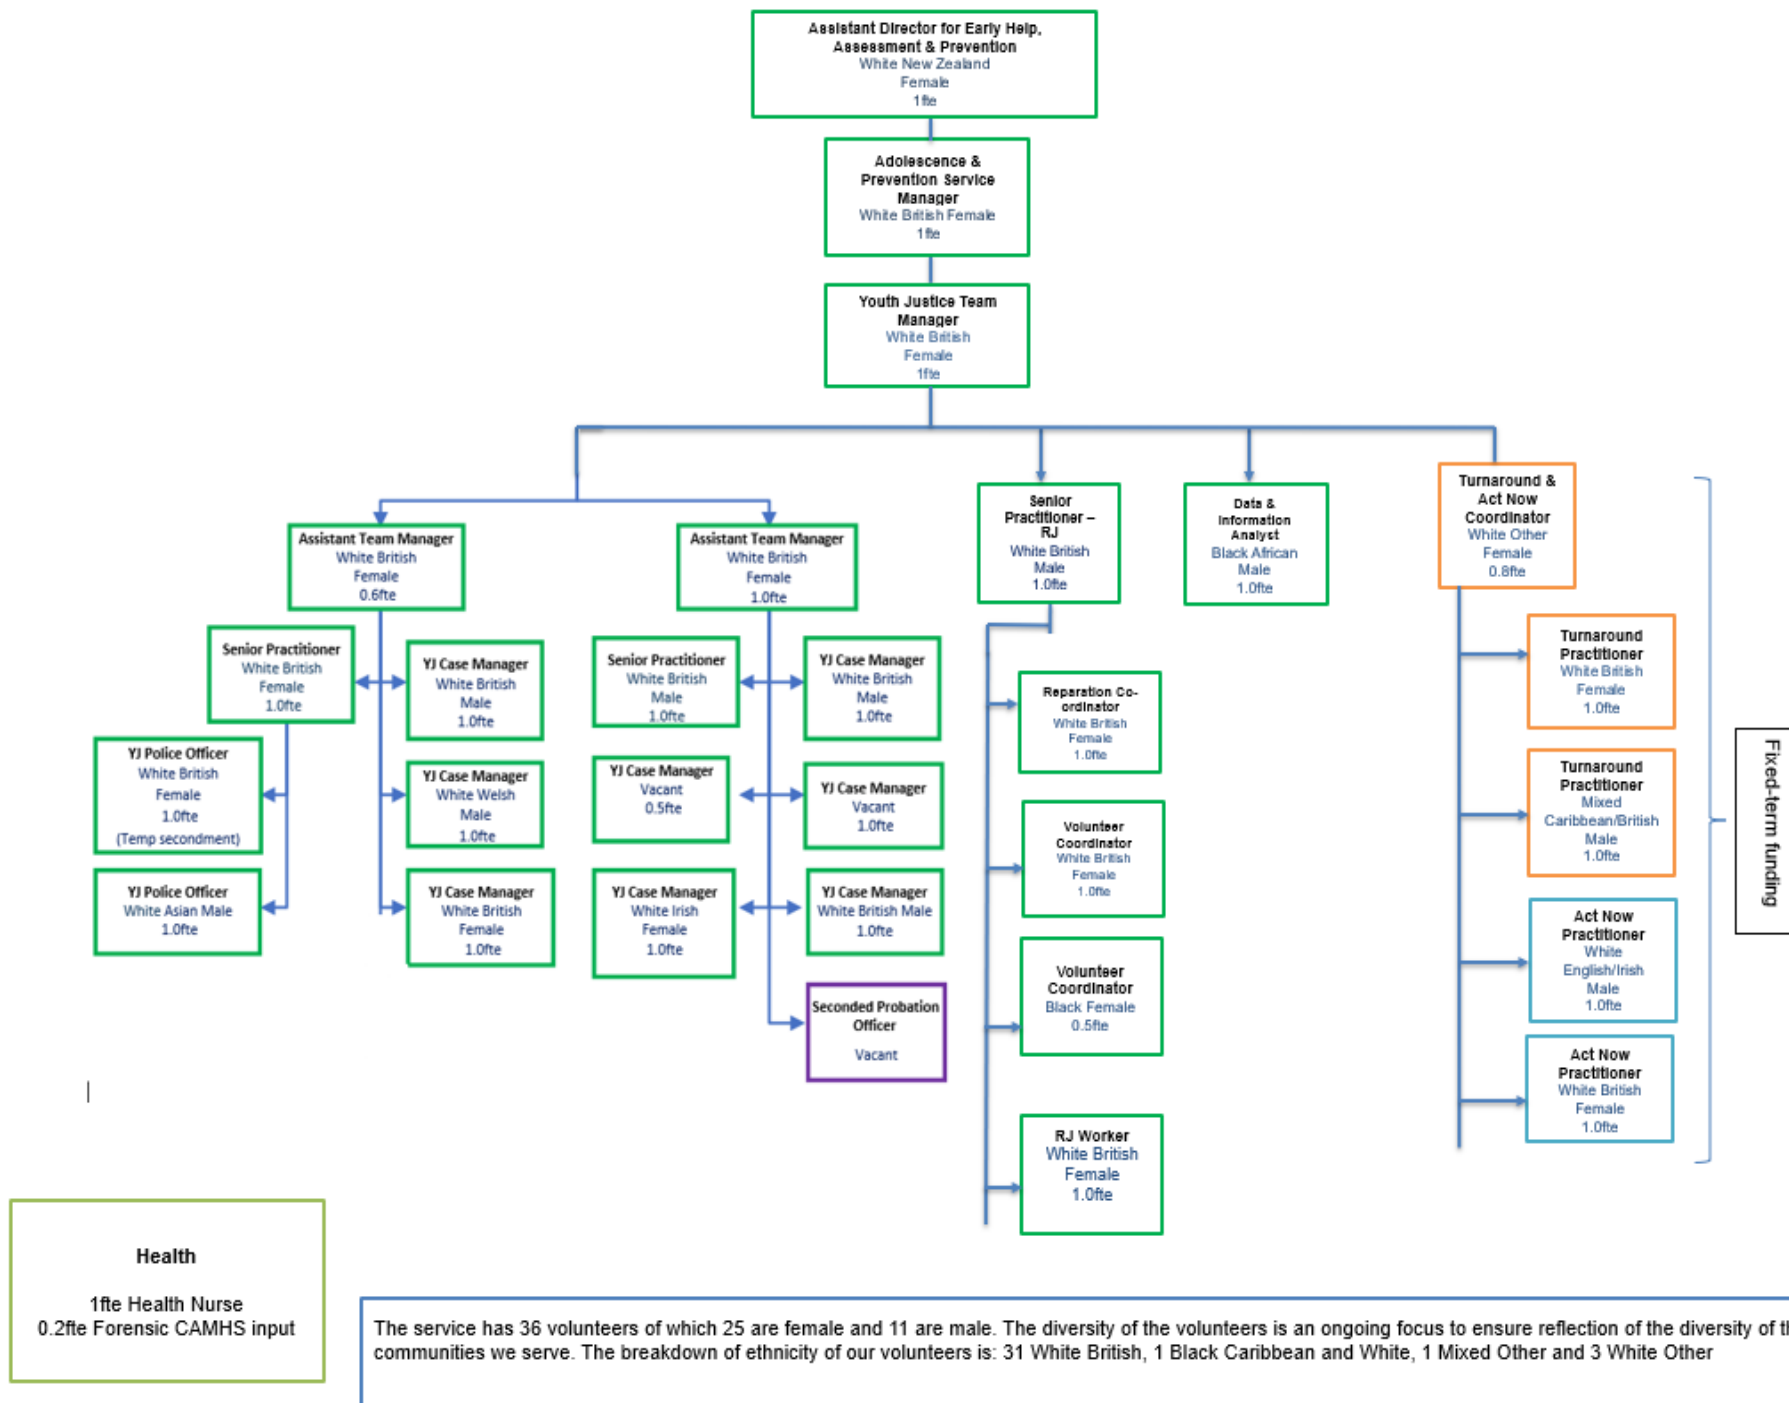 Assistant Director for Early Help,
Assessment & Prevention
White New Zealand
Female
1fte
Adolescence &
Prevention Service
Manager
White British Female
1fte
Youth Justice Team
Manager
White British
Female
1fte
Assistant Team Manager
White British
Female
0.6fte
Senior Practitioner
White British
Female
1.0fte
YJ Police Officer
White British
Female
1.0fte
(Temp secondment)
YJ Police Officer
White Asian Male
1.0fte
YJ Case Manager
White British
Male
1.0fte
YJ Case Manager
White Welsh
Male
1.0fte
YJ Case Manager
White British
Female
1.0fte
Assistant Team Manager
White British
Female
1.0fte
Senior Practitioner
White British
Male
1.0fte
YJ Case Manager
Vacant
0.5fte
YJ Case Manager
White Irish
Female
1.0fte
YJ Case Manager
White British
Male
1.0fte
YJ Case Manager
Vacant
1.0fte
YJ Case Manager
White British Male
1.0fte
Seconded Probation
Officer
Vacant
Senior
Practitioner –
RJ
White British
Male
1.0fte
Reparation Co-
ordinator
White British
Female
1.0fte
Volunteer
Coordinator
White British
Female
1.0fte
Volunteer
Coordinator
Black Female
0.5fte
RJ Worker
White British
Female
1.0fte
Data &
Information
Analyst
Black African
Male
1.0fte
Turnaround &
Act Now
Coordinator
White Other
Female
0.8fte
Turnaround
Practitioner
White British
Female
1.0fte
Turnaround
Practitioner
Mixed
Caribbean/British
Male
1.0fte
Act Now
Practitioner
White
English/Irish
Male
1.0fte
Act Now
Practitioner
White British
Female
1.0fte
Fixed-term funding
Health
1fte Health Nurse
0.2fte Forensic CAMHS input
The service has 36 volunteers of which 25 are female and 11 are male. The diversity of the volunteers is an ongoing focus to ensure reflection of the diversity of
communities we serve. The breakdown of ethnicity of our volunteers is: 31 White British, 1 Black Caribbean and White, 1 Mixed Other and 3 White Other